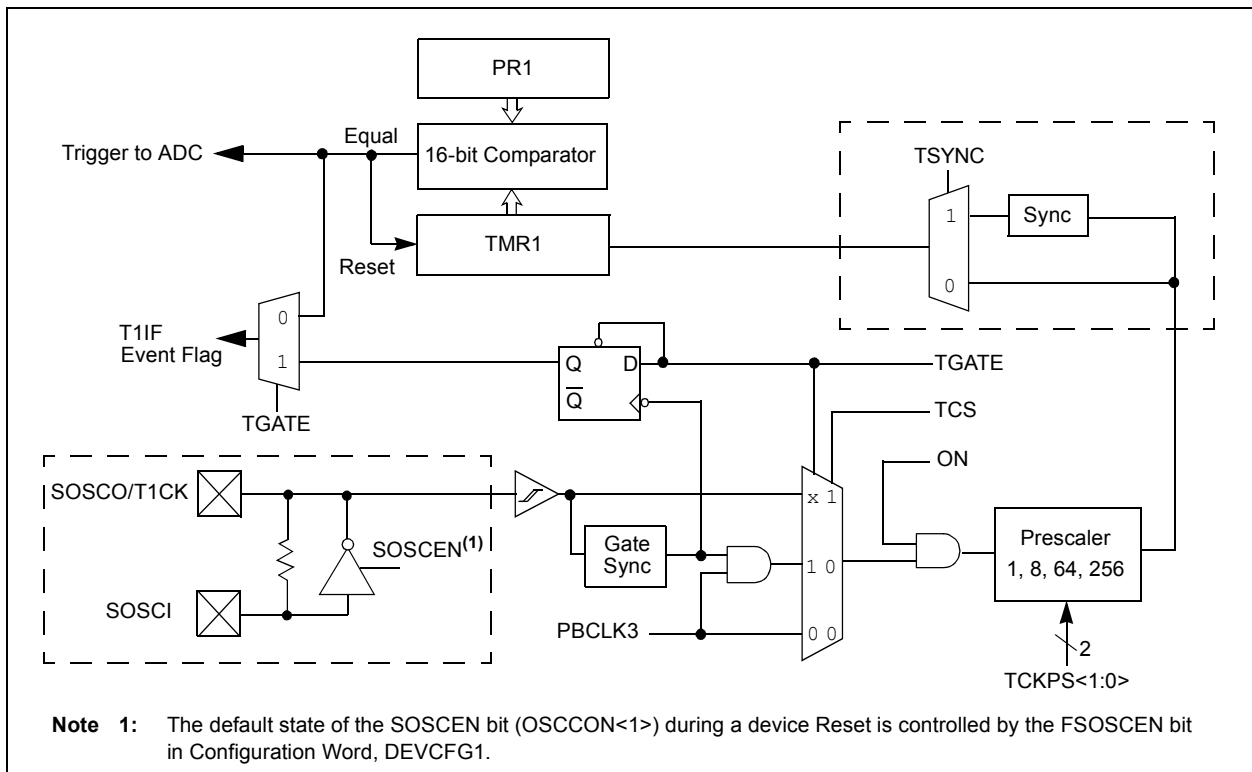 PR1
Equal
Trigger to ADC
16-bit Comparator
TSYNC
1
Sync
TMR1
Reset
0
T1IF
Event Flag
0
1
TGATE
Q
D
Q
TGATE
TCS
ON
SOSCO/T1CK
SOSCEN(1)
SOSCI
x 1
Gate
Sync
1 0
PBCLK3
0 0
Prescaler
1, 8, 64, 256
2
TCKPS<1:0>
Note 1: The default state of the SOSCEN bit (OSCCON<1>) during a device Reset is controlled by the FSOSCEN bit
in Configuration Word, DEVCFG1.